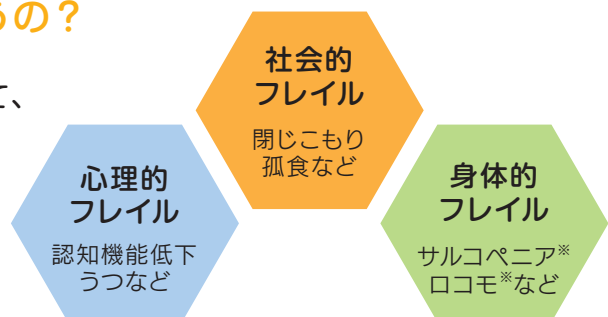 るの？
て、
社会的
フレイル
閉じこもり
孤食など
心理的
フレイル
認知機能低下
うつなど
身体的
フレイル
サルコペニア※
ロコモ※など